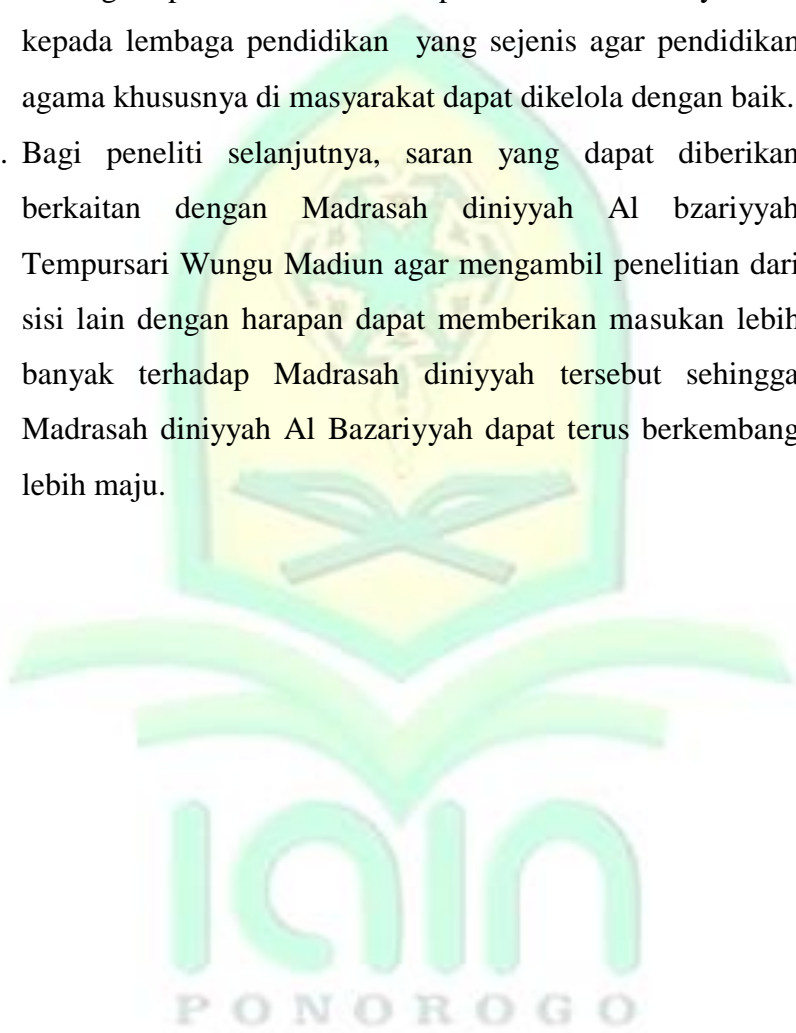 kepada lembaga pendidikan yang sejenis agar pendidikan
agama khususnya di masyarakat dapat dikelola dengan baik.
. Bagi peneliti selanjutnya, saran yang dapat diberikan
berkaitan dengan Madrasah diniyyah Al bzariyyah
Tempursari Wungu Madiun agar mengambil penelitian dari
sisi lain dengan harapan dapat memberikan masukan lebih
banyak terhadap Madrasah diniyyah tersebut sehingga
Madrasah diniyyah Al Bazariyyah dapat terus berkembang
lebih maju.
iain
PONOROGO